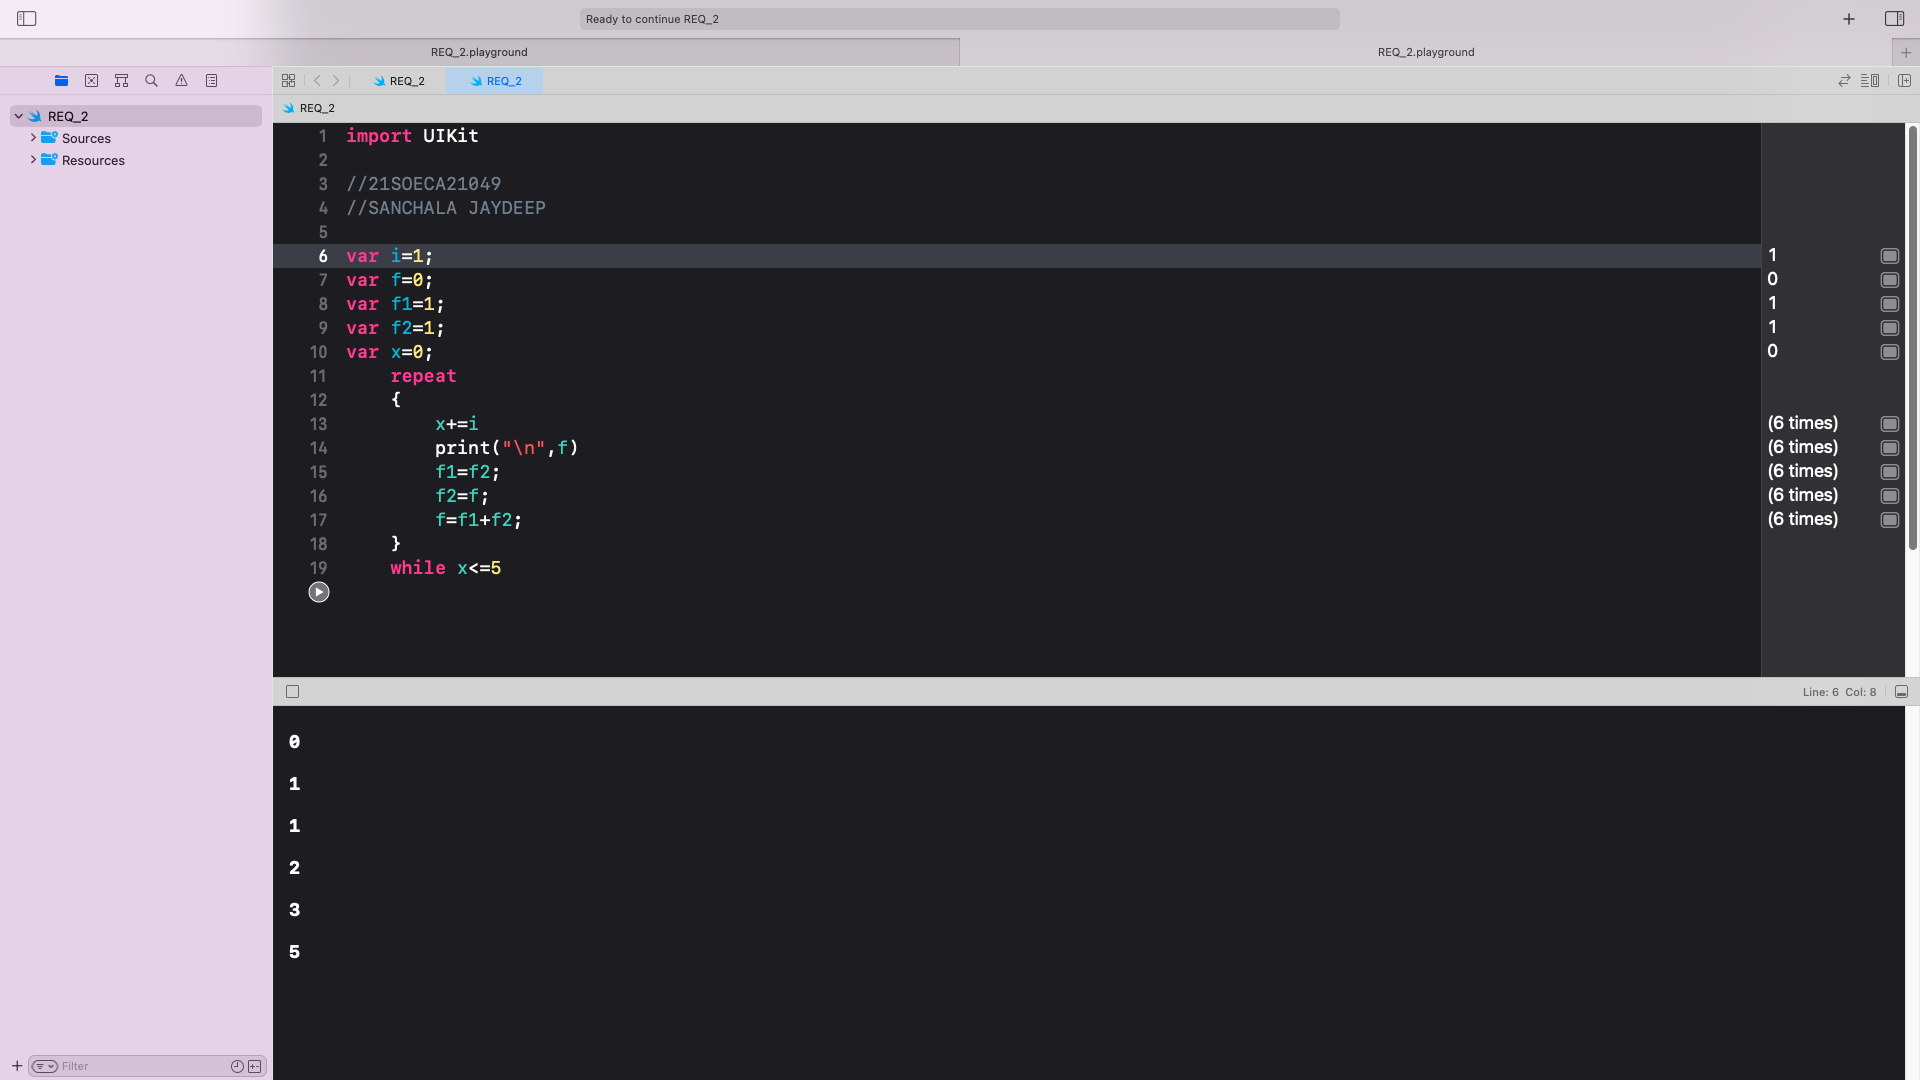 Ready to continue REQ_2
REQ_2.playground
REQ_2.playground
REQ_2
REQ_2
REQ_2
REQ_2
Sources
Resources
1 import UIKit
2
3 //21SOECA21049
4 //SANCHALA JAYDEEP
5
6 var i=1; 1
7 var f=0; 0
8 var f1=1; 1
9 var f2=1; 1
10 var x=0; 0
11 repeat
12 {
13 x+=i (6 times)
14 print("\n",f) (6 times)
15 f1=f2; (6 times)
16 f2=f; (6 times)
17 f=f1+f2; (6 times)
18 }
19 while x<=5
Line: 6 Col: 8
0
1
1
2
3
5
Filter